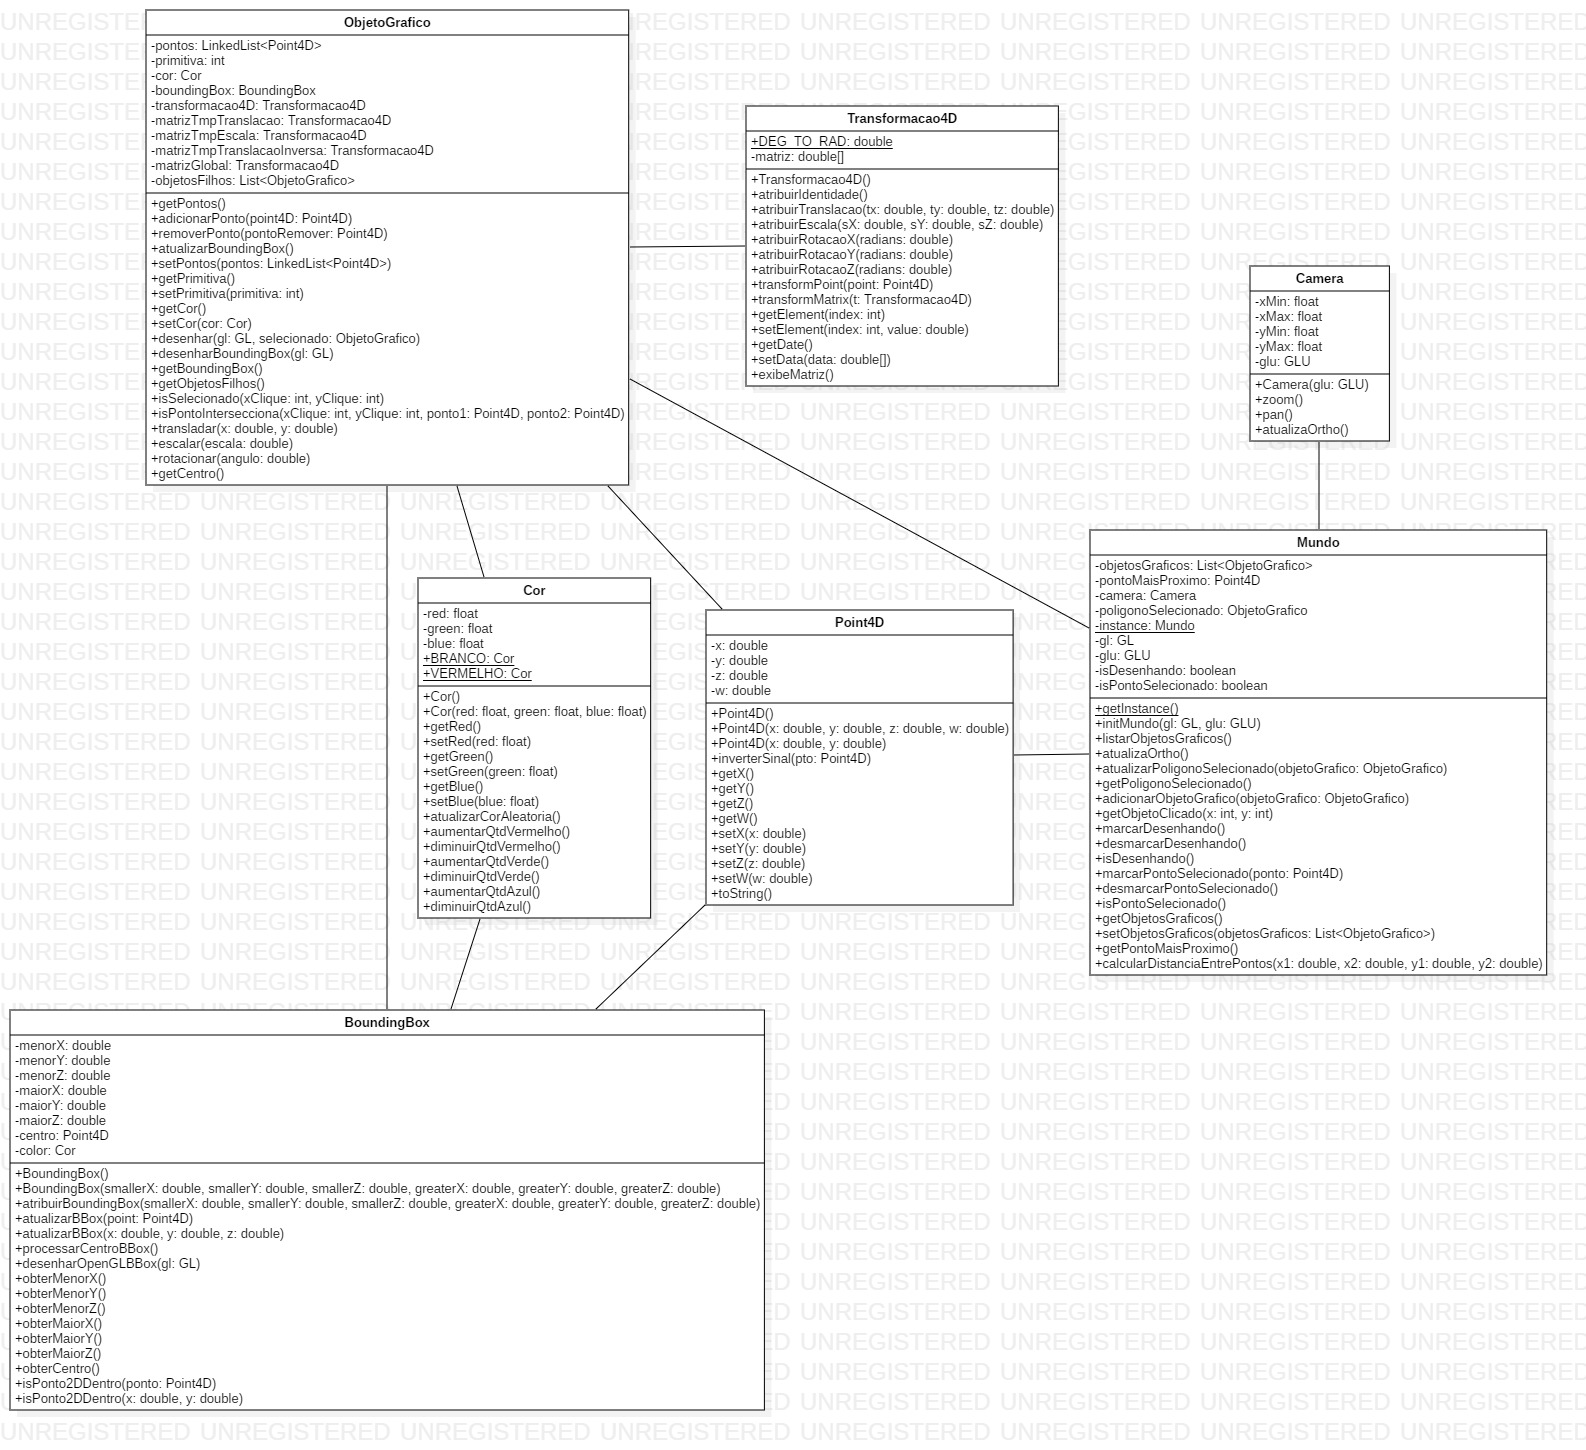 ObjetoGrafico
-pontos: LinkedList<Point4D>
-primitiva: int
-cor: Cor
-boundingBox: BoundingBox
-transformacao4D: Transformacao4D
-matrizTmpTranslacao: Transformacao4D
-matrizTmpEscala: Transformacao4D
-matrizTmpTranslacaoInversa: Transformacao4D
-matrizGlobal: Transformacao4D
-objetosFilhos: List<ObjetoGrafico>
+getPontos()
+adicionarPonto(point4D: Point4D)
+removerPonto(pontoRemover: Point4D)
+atualizarBoundingBox()
+setPontos(pontos: LinkedList<Point4D>)
+getPrimitiva()
+setPrimitiva(primitiva: int)
+getCor()
+setCor(cor: Cor)
+desenhar(gl: GL, selecionado: ObjetoGrafico)
+desenharBoundingBox(gl: GL)
+getBoundingBox()
+getObjetosFilhos()
+isSelecionado(xClique: int, yClique: int)
+isPontoIntersecciona(xClique: int, yClique: int, ponto1: Point4D, ponto2: Point4D)
+transladar(x: double, y: double)
+escalar(escala: double)
+rotacionar(angulo: double)
+getCentro()
Transformacao4D
+DEG_TO_RAD: double
-matriz: double[]
+Transformacao4D()
+atribuirIdentidade()
+atribuirTranslacao(tx: double, ty: double, tz: double)
+atribuirEscala(sX: double, sY: double, sZ: double)
+atribuirRotacaoX(radians: double)
+atribuirRotacaoY(radians: double)
+atribuirRotacaoZ(radians: double)
+transformPoint(point: Point4D)
+transformMatrix(t: Transformacao4D)
+getElement(index: int)
+setElement(index: int, value: double)
+getDate()
+setData(data: double[])
+exibeMatriz()
Camera
-xMin: float
-xMax: float
-yMin: float
-yMax: float
-glu: GLU
+Camera(glu: GLU)
+zoom()
+pan()
+atualizaOrtho()
Cor
-red: float
-green: float
-blue: float
+BRANCO: Cor
+VERMELHO: Cor
+Cor()
+Cor(red: float, green: float, blue: float)
+getRed()
+setRed(red: float)
+getGreen()
+setGreen(green: float)
+getBlue()
+setBlue(blue: float)
+atualizarCorAleatoria()
+aumentarQtdVermelho()
+diminuirQtdVermelho()
+aumentarQtdVerde()
+diminuirQtdVerde()
+aumentarQtdAzul()
+diminuirQtdAzul()
Point4D
-x: double
-y: double
-z: double
-w: double
+Point4D()
+Point4D(x: double, y: double, z: double, w: double)
+Point4D(x: double, y: double)
+inverterSinal(pto: Point4D)
+getX()
+getY()
+getZ()
+getW()
+setX(x: double)
+setY(y: double)
+setZ(z: double)
+setW(w: double)
+toString()
Mundo
-objetosGraficos: List<ObjetoGrafico>
-pontoMaisProximo: Point4D
-camera: Camera
-poligonoSelecionado: ObjetoGrafico
-instance: Mundo
-gl: GL
-glu: GLU
-isDesenhando: boolean
-isPontoSelecionado: boolean
+getInstance()
+initMundo(gl: GL, glu: GLU)
+listarObjetosGraficos()
+atualizaOrtho()
+atualizarPoligonoSelecionado(objetoGrafico: ObjetoGrafico)
+getPoligonoSelecionado()
+adicionarObjetoGrafico(objetoGrafico: ObjetoGrafico)
+getObjetoClicado(x: int, y: int)
+marcarDesenhando()
+desmarcarDesenhando()
+isDesenhando()
+marcarPontoSelecionado(ponto: Point4D)
+desmarcarPontoSelecionado()
+isPontoSelecionado()
+getObjetosGraficos()
+setObjetosGraficos(objetosGraficos: List<ObjetoGrafico>)
+getPontoMaisProximo()
+calcularDistanciaEntrePontos(x1: double, x2: double, y1: double, y2: double)
BoundingBox
-menorX: double
-menorY: double
-menorZ: double
-maiorX: double
-maiorY: double
-maiorZ: double
-centro: Point4D
-color: Cor
+BoundingBox()
+BoundingBox(smallerX: double, smallerY: double, smallerZ: double, greaterX: double, greaterY: double, greaterZ: double)
+atribuirBoundingBox(smallerX: double, smallerY: double, smallerZ: double, greaterX: double, greaterY: double, greaterZ: double)
+atualizarBBox(point: Point4D)
+atualizarBBox(x: double, y: double, z: double)
+processarCentroBBox()
+desenharOpenGLBBox(gl: GL)
+obterMenorX()
+obterMenorY()
+obterMenorZ()
+obterMaiorX()
+obterMaiorY()
+obterMaiorZ()
+obterCentro()
+isPonto2DDentro(ponto: Point4D)
+isPonto2DDentro(x: double, y: double)
UNREGISTERED